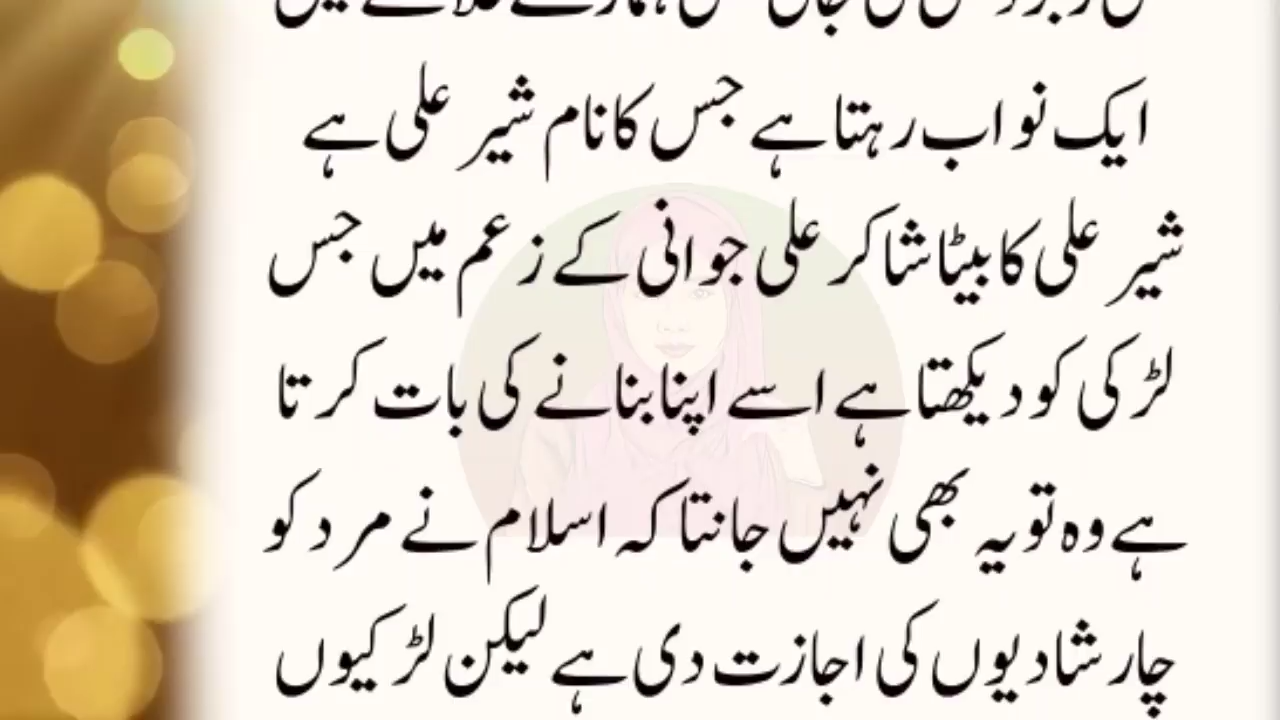 ایک نواب رہتا ہے جس کا نام شیر علی ہے
شیر علی کا بیٹا شاکر علی جوانی کے زعم میں جس
لڑکی کو دیکھتا ہے اسے اپنا بنانے کی بات کرتا
ہے وہ تو یہ بھی نہیں جانتا کہ اسلام نے مرد کو
چار شادیوں کی اجازت دی ہے لیکن لڑکیوں